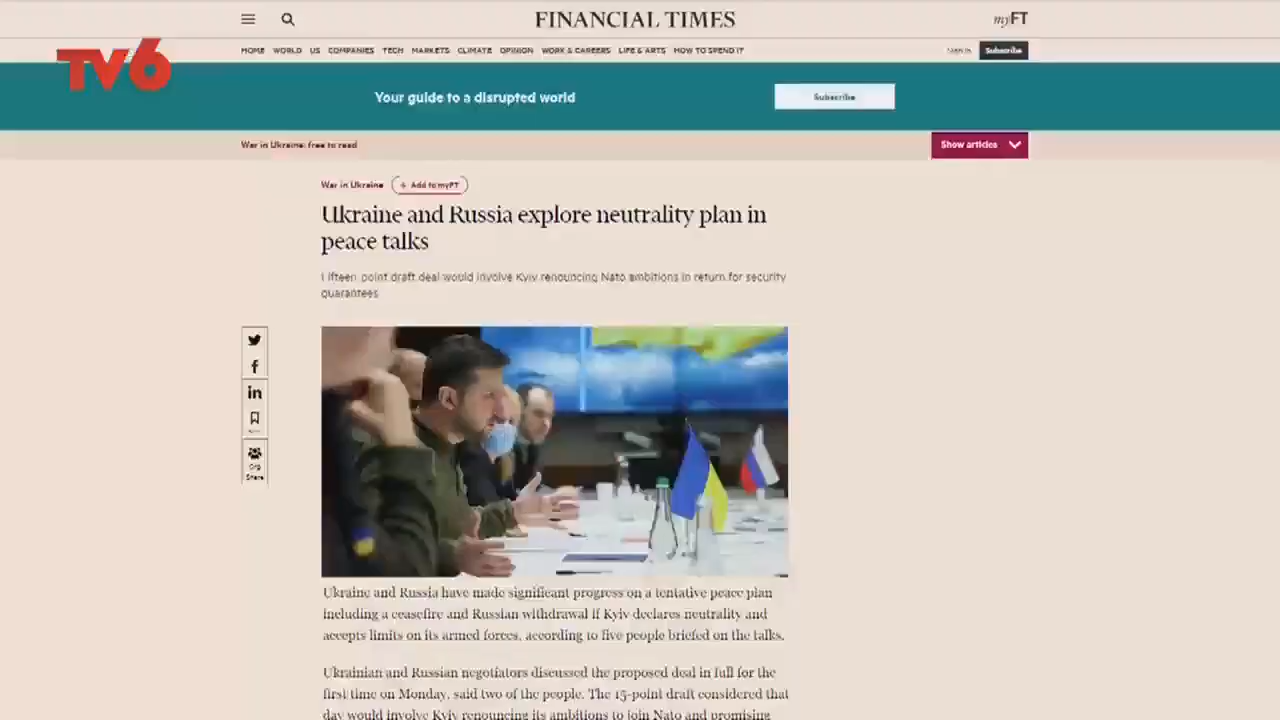 FINANCIAL TIMES
myFT
TV6
HOME WORLD US COMPANIES TECH MARKETS CLIMATE OPINION WORK & CAREERS LIFE & ARTS HOW TO SPEND IT
Subscribe
Your guide to a disrupted world
Subscribe
War in Ukraine: free to read
Show articles
War in Ukraine
+ Add to myFT
Ukraine and Russia explore neutrality plan in
peace talks
Fifteen-point draft deal would involve Kyiv renouncing Nato ambitions in return for security
guarantees
in
Share
Ukraine and Russia have made significant progress on a tentative peace plan
including a ceasefire and Russian withdrawal if Kyiv declares neutrality and
accepts limits on its armed forces, according to five people briefed on the talks.
Ukrainian and Russian negotiators discussed the proposed deal in full for the
first time on Monday, said two of the people. The 15-point draft considered that
day would involve Kyiv renouncing its ambitions to join Nato and promising